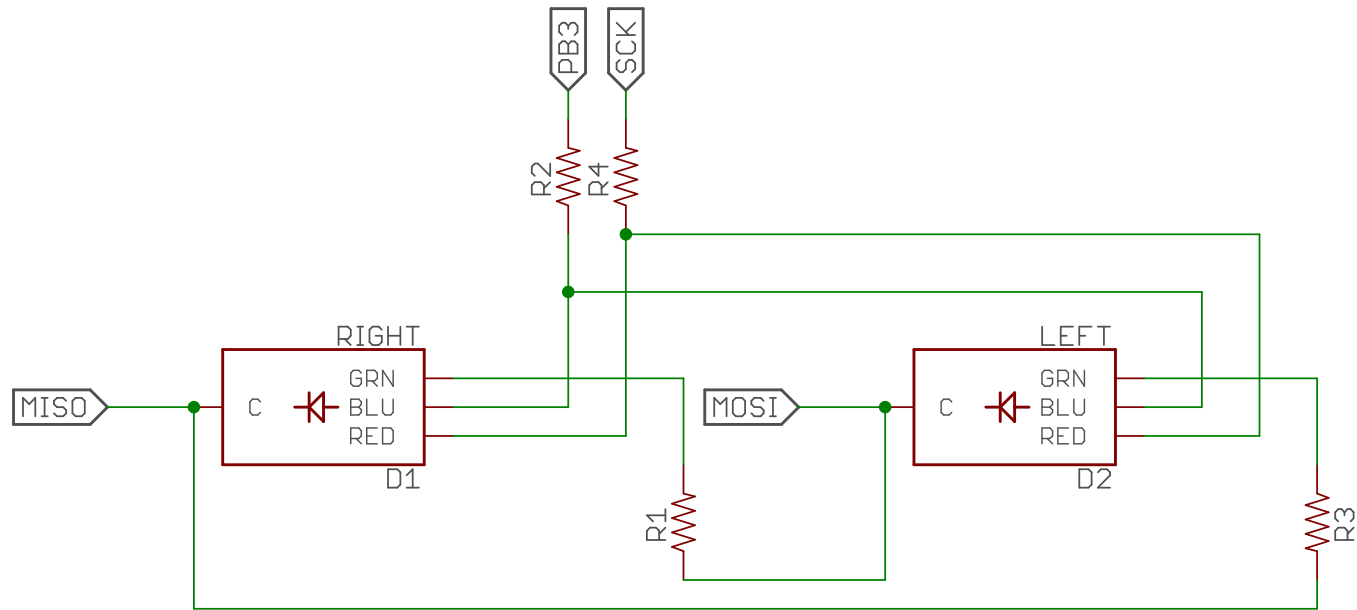 PB3
SCK
R2
R4
RIGHT
LEFT
GRN
GRN
MISO
C
BLU
MOSI
C
BLU
RED
RED
D1
D2
R1
R3